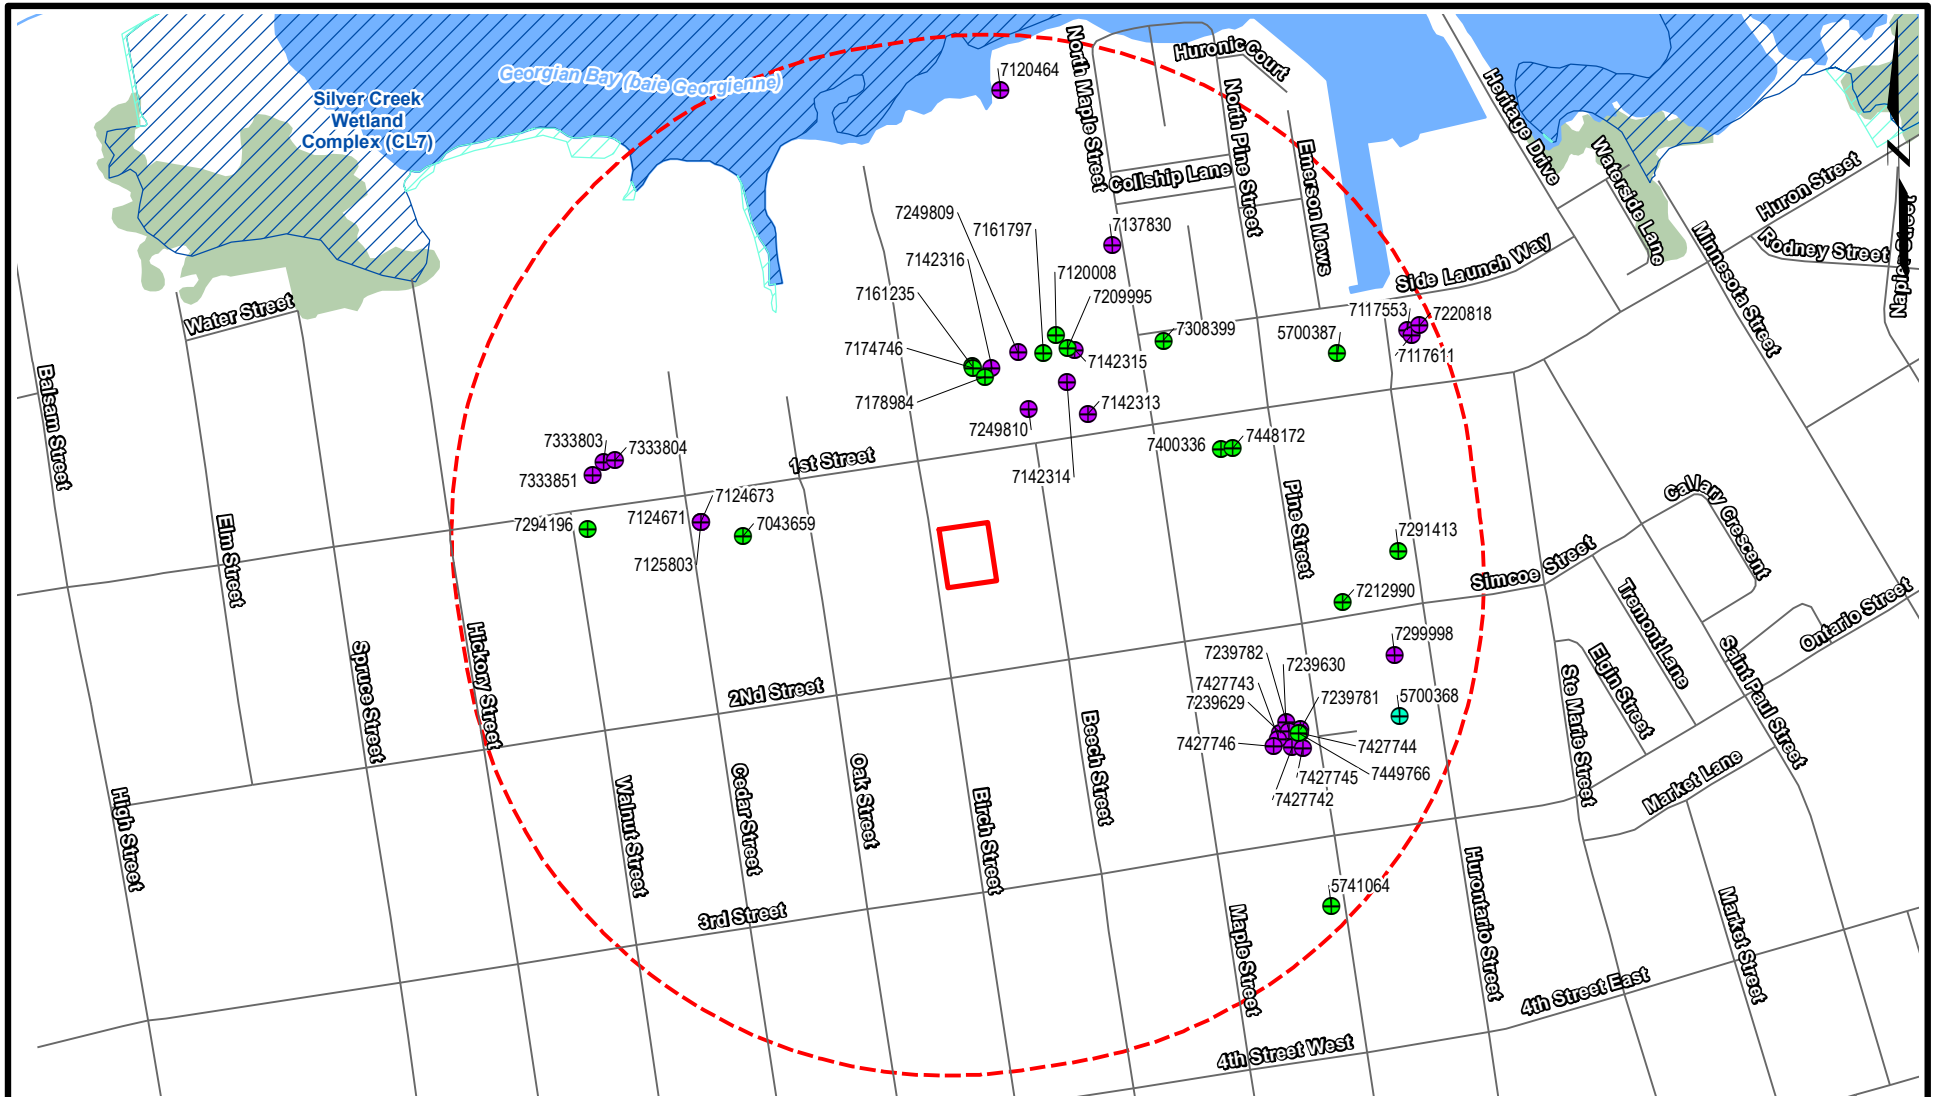 Georgian Bay (baie Georgienne)
Silver Creek
Wetland
Complex (CL7)
7120464
North Maple Street
Huronic Court
North Pine Street
Heritage Drive
Collship Lane
Emerson Mews
Waterside Lane
Huron Street
Rodney Street
Minnesota Street
Side Launch Way
7249809
7161797
7137830
7142316
7120008
7161235
7209995
7117553
7220818
7308399
5700387
7174746
7142315
7117611
7178984
7142313
7249810
7400336
7448172
7142314
Water Street
Balsam Street
Elm Street
7333803
7333804
7333851
1st Street
7294196
7124671
7124673
7043659
7125803
Pine Street
7291413
Callary Crescent
Simcoe Street
7212990
Tremont Lane
Ontario Street
7299998
Hickory Street
Spruce Street
2Nd Street
7239782
7239630
7427743
7239629
7239781
5700368
7427746
7427744
7449766
7427745
7427742
Elgin Street
Ste Marie Street
Saint Paul Street
Market Lane
High Street
Walnut Street
Cedar Street
Oak Street
Birch Street
Beech Street
3rd Street
5741064
Maple Street
Hurontario Street
Market Street
4th Street East
4th Street West